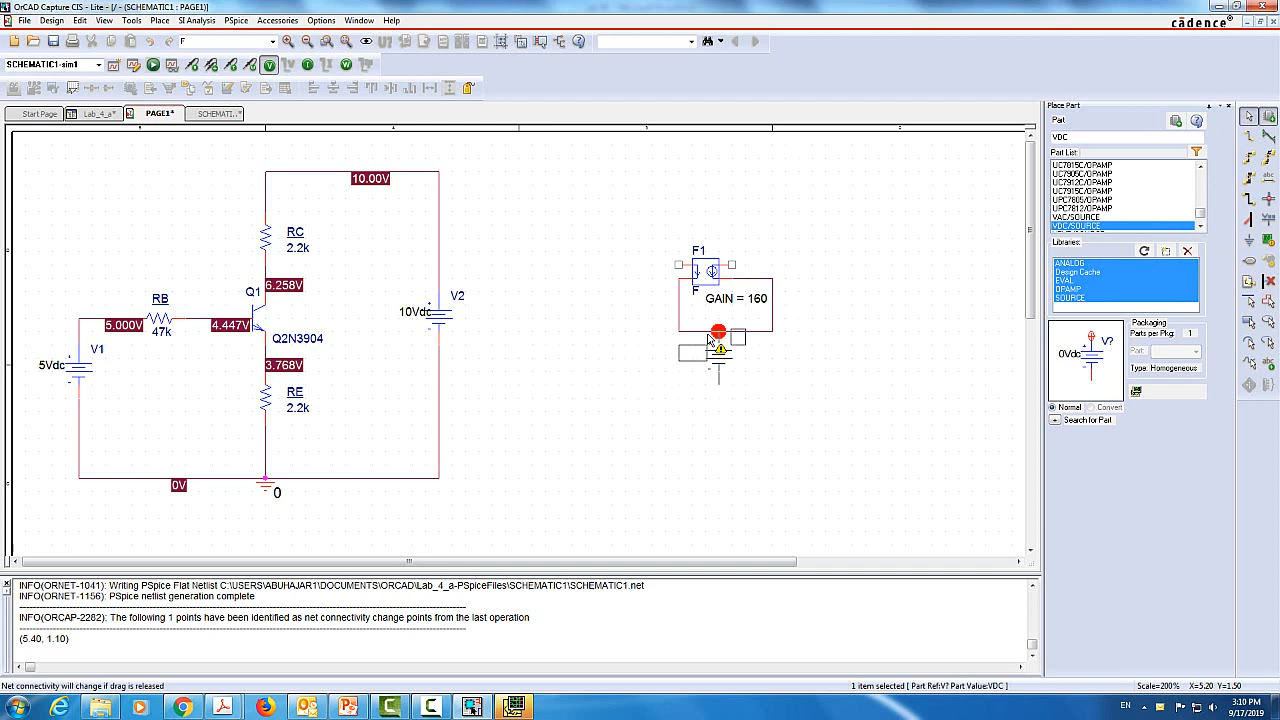 OrCAD Capture CIS - Lite - [/ - (SCHEMATIC1 : PAGE1)]
File Design Edit View Tools Place SI Analysis PSpice Accessories Options Window Help
cādence®
F
SCHEMATIC1-sim1
Start Page
Lab_4_a*
PAGE1*
SCHEMATI...*
10.00V
RC
2.2k
6.258V
Q1
RB
47k
5.000V
4.447V
Q2N3904
V2
10Vdc
V1
5Vdc
3.768V
RE
2.2k
0V
0
F1
F
GAIN = 160
Place Part
Part
VDC
Part List:
UC7815C/OPAMP
UC7905C/OPAMP
UC7912C/OPAMP
UC7915C/OPAMP
UPC7805/OPAMP
UPC7812/OPAMP
VAC/SOURCE
VDC/SOURCE
Libraries:
ANALOG
Design Cache
EVAL
OPAMP
SOURCE
Packaging
Parts per Pkg: 1
Part:
Type: Homogeneous
0Vdc
V?
Normal Convert
Search for Part
INFO(ORNET-1041): Writing PSpice Flat Netlist C:\USERS\ABUHAJAR1\DOCUMENTS\ORCAD\Lab_4_a-PSpiceFiles\SCHEMATIC1\SCHEMATIC1.net
INFO(ORNET-1156): PSpice netlist generation complete
INFO(ORCAP-2282): The following 1 points have been identified as net connectivity change points from the last operation
(5.40, 1.10)
Net connectivity will change if drag is released
1 item selected [ Part Ref:V? Part Value:VDC]
Scale=200% X=5.20 Y=1.50
EN
3:10 PM
9/17/2019